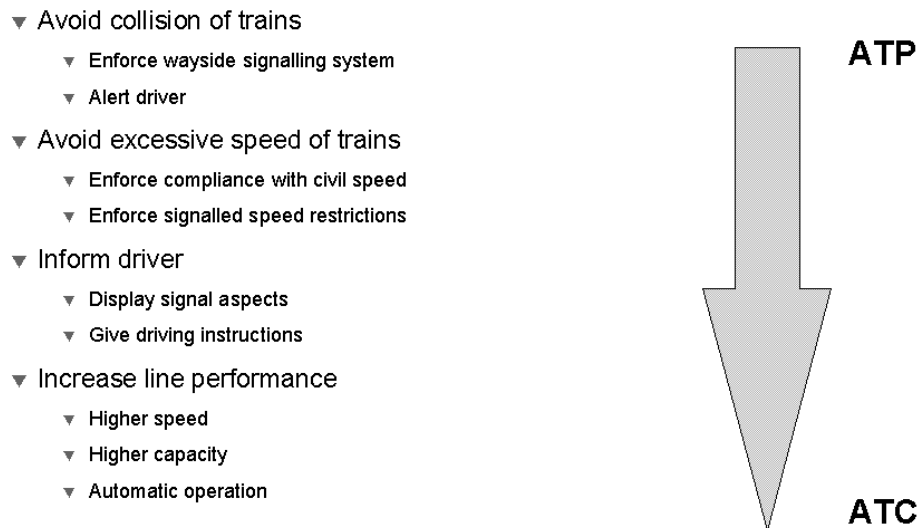 Avoid collision of trains
Enforce wayside signalling system
Alert driver
Avoid excessive speed of trains
Enforce compliance with civil speed
Enforce signalled speed restrictions
Inform driver
Display signal aspects
Give driving instructions
Increase line performance
Higher speed
Higher capacity
Automatic operation
ATP
ATC